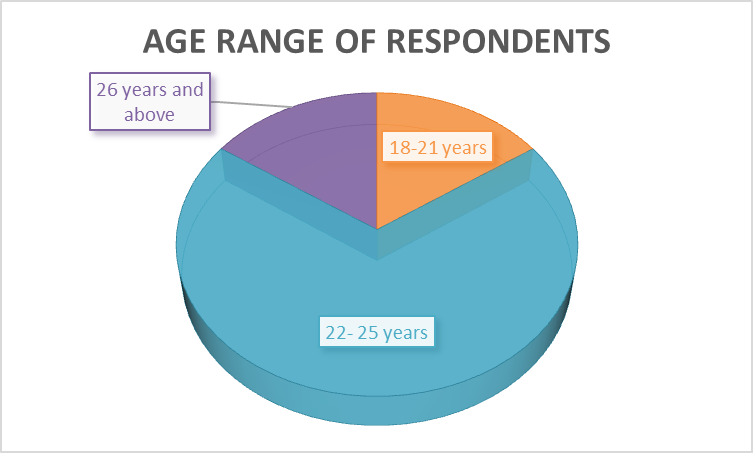 AGE RANGE OF RESPONDENTS
26 years and
above
18-21 years
22- 25 years